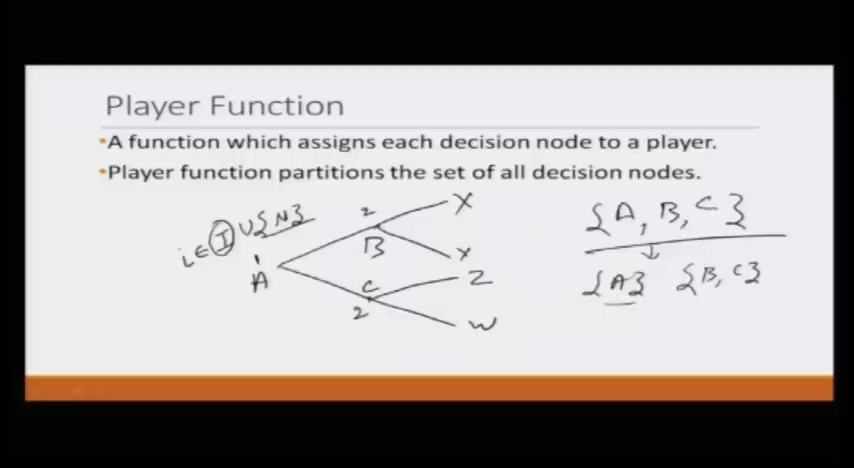 Player Function
•A function which assigns each decision node to a player.
•Player function partitions the set of all decision nodes.
i∈I∪{N}
1
A
2
B
C
2
X
Y
Z
W
{A, B, C}
↓
{A} {B, C}